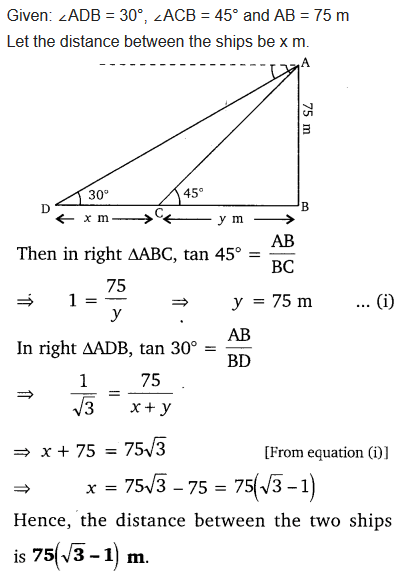 Given: ∠ADB = 30°, ∠ACB = 45° and AB = 75 m
Let the distance between the ships be x m.
A
75 m
30°
45°
D
C
B
x m
y m
Then in right ΔABC, tan 45° = AB/BC
⇒ 1 = 75/y ⇒ y = 75 m ... (i)
In right ΔADB, tan 30° = AB/BD
⇒ 1/√3 = 75/(x + y)
⇒ x + 75 = 75√3 [From equation (i)]
⇒ x = 75√3 – 75 = 75(√3 – 1)
Hence, the distance between the two ships
is 75(√3 – 1) m.